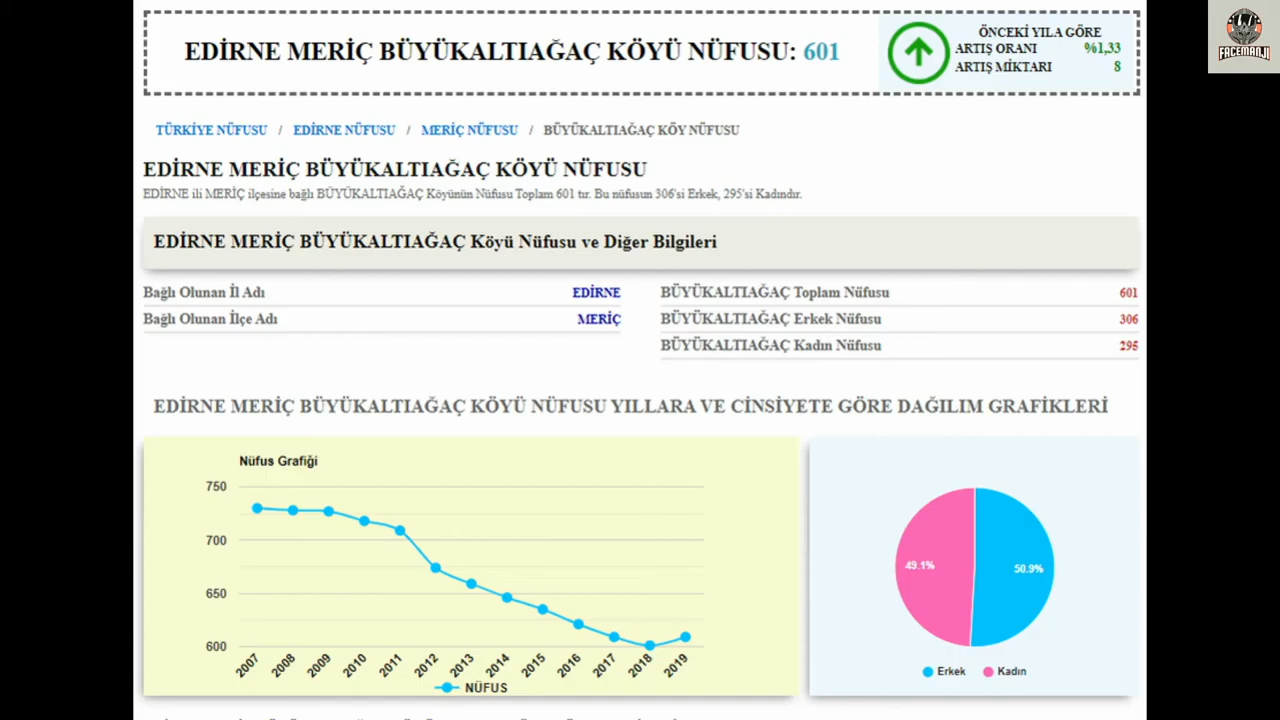 EDİRNE MERİÇ BÜYÜKALTIAĞAÇ KÖYÜ NÜFUSU: 601
ÖNCEKİ YILA GÖRE
ARTIŞ ORANI %1,33
ARTIŞ MİKTARI 8
FACEMANJI
TÜRKİYE NÜFUSU / EDİRNE NÜFUSU / MERİÇ NÜFUSU / BÜYÜKALTIAĞAÇ KÖY NÜFUSU
EDİRNE MERİÇ BÜYÜKALTIAĞAÇ KÖYÜ NÜFUSU
EDİRNE ili MERİÇ ilçesine bağlı BÜYÜKALTIAĞAÇ Köyünün Nüfusu Toplam 601 tır. Bu nüfusun 306'si Erkek, 295'si Kadındır.
EDİRNE MERİÇ BÜYÜKALTIAĞAÇ Köyü Nüfusu ve Diğer Bilgileri
Bağlı Olunan İl Adı EDİRNE
Bağlı Olunan İlçe Adı MERİÇ
BÜYÜKALTIAĞAÇ Toplam Nüfusu 601
BÜYÜKALTIAĞAÇ Erkek Nüfusu 306
BÜYÜKALTIAĞAÇ Kadın Nüfusu 295
EDİRNE MERİÇ BÜYÜKALTIAĞAÇ KÖYÜ NÜFUSU YILLARA VE CİNSİYETE GÖRE DAĞILIM GRAFİKLERİ
Nüfus Grafiği
750
700
650
600
2007 2008 2009 2010 2011 2012 2013 2014 2015 2016 2017 2018 2019
NÜFUS
49.1% 50.9%
Erkek Kadın